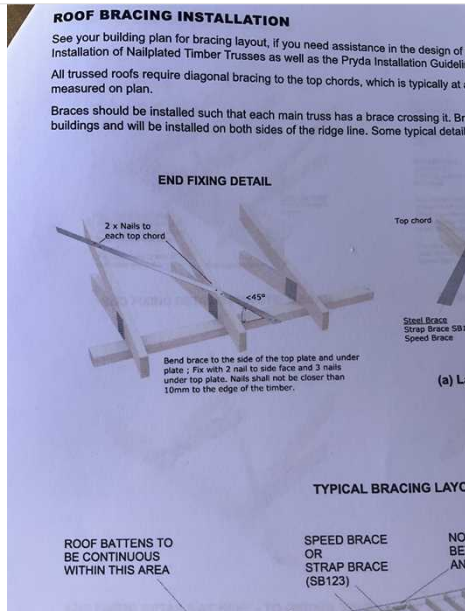 ROOF BRACING INSTALLATION
See your building plan for bracing layout, if you need assistance in the design of
Installation of Nailplated Timber Trusses as well as the Pryda Installation
All trussed roofs require diagonal bracing to the top chords, which is typically at
measured on plan.
Braces should be installed such that each main truss has a brace crossing it.
buildings and will be installed on both sides of the ridge line. Some typical
END FIXING DETAIL
2 x Nails to
each top chord
<45°
Top chord
Steel Brace
Strap Brace
Speed Brace
Bend brace to the side of the top plate and under
plate ; Fix with 2 nail to side face and 3 nails
under top plate. Nails shall not be closer than
10mm to the edge of the timber.
(a)
TYPICAL BRACING
ROOF BATTENS TO
BE CONTINUOUS
WITHIN THIS AREA
SPEED BRACE
OR
STRAP BRACE
(SB123)